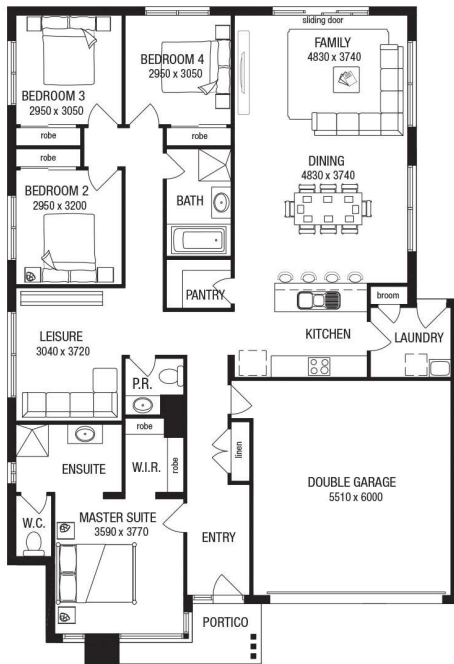 sliding door
FAMILY
4830 x 3740
BEDROOM 3
2950 x 3050
BEDROOM 4
2950 x 3050
robe
robe
robe
DINING
4830 x 3740
BEDROOM 2
2950 x 3200
BATH
PANTRY
broom
LEISURE
3040 x 3720
KITCHEN
LAUNDRY
P.R.
robe
robe
W.I.R.
linen
ENSUITE
DOUBLE GARAGE
5510 x 6000
W.C.
MASTER SUITE
3590 x 3770
ENTRY
PORTICO